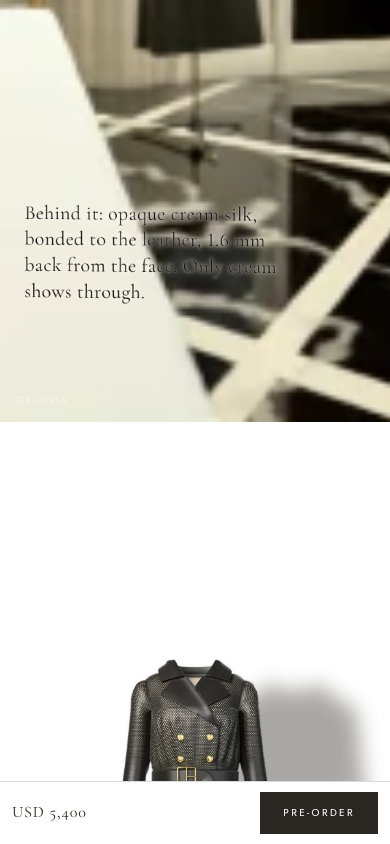 Behind it: opaque cream silk,
bonded to the leather, 1.6 mm
back from the face. Only cream
shows through.
GELOSIA
USD 5,400
PRE-ORDER